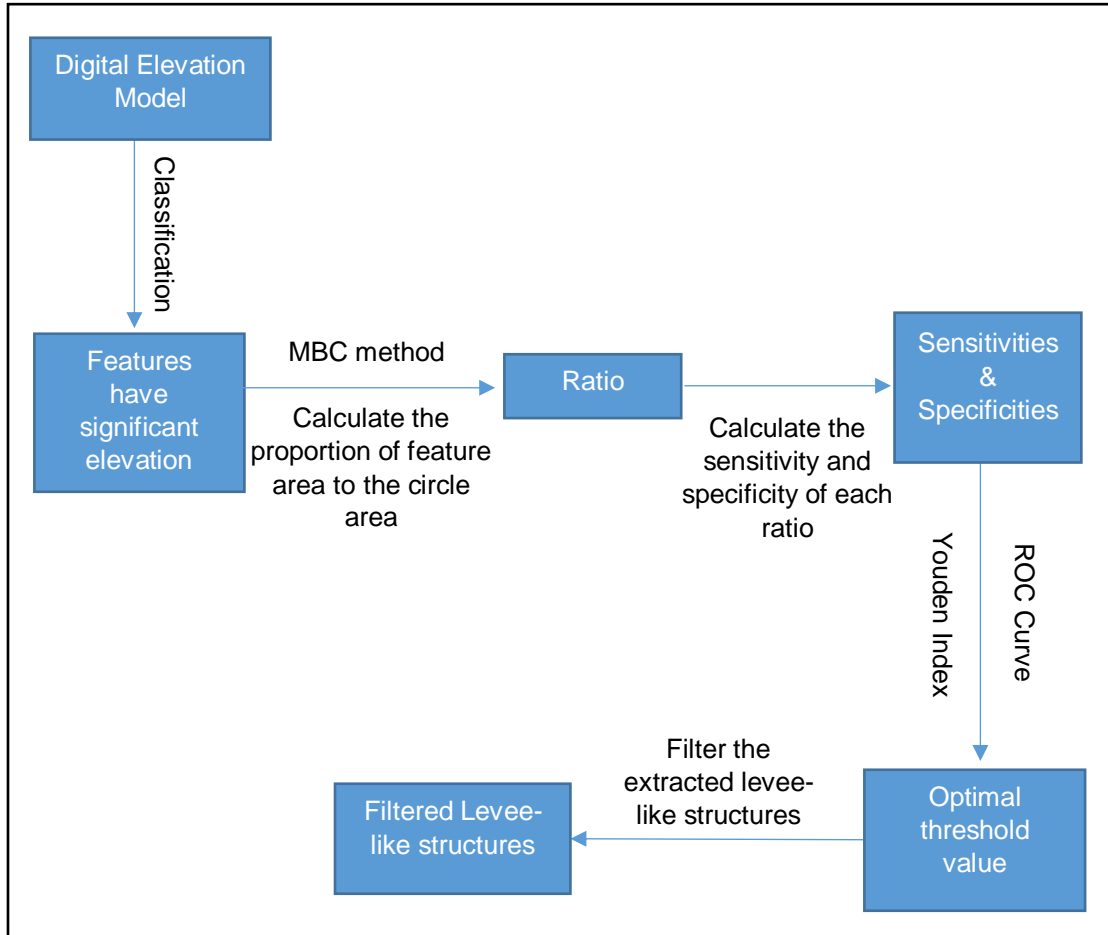 Digital Elevation
Model
Classification
Features
have
significant
elevation
MBC method
Calculate the
proportion of feature
area to the circle
area
Ratio
Calculate the
sensitivity and
specificity of each
ratio
Sensitivities
&
Specificities
ROC Curve
Youden Index
Optimal
threshold
value
Filter the
extracted levee-
like structures
Filtered Levee-
like structures